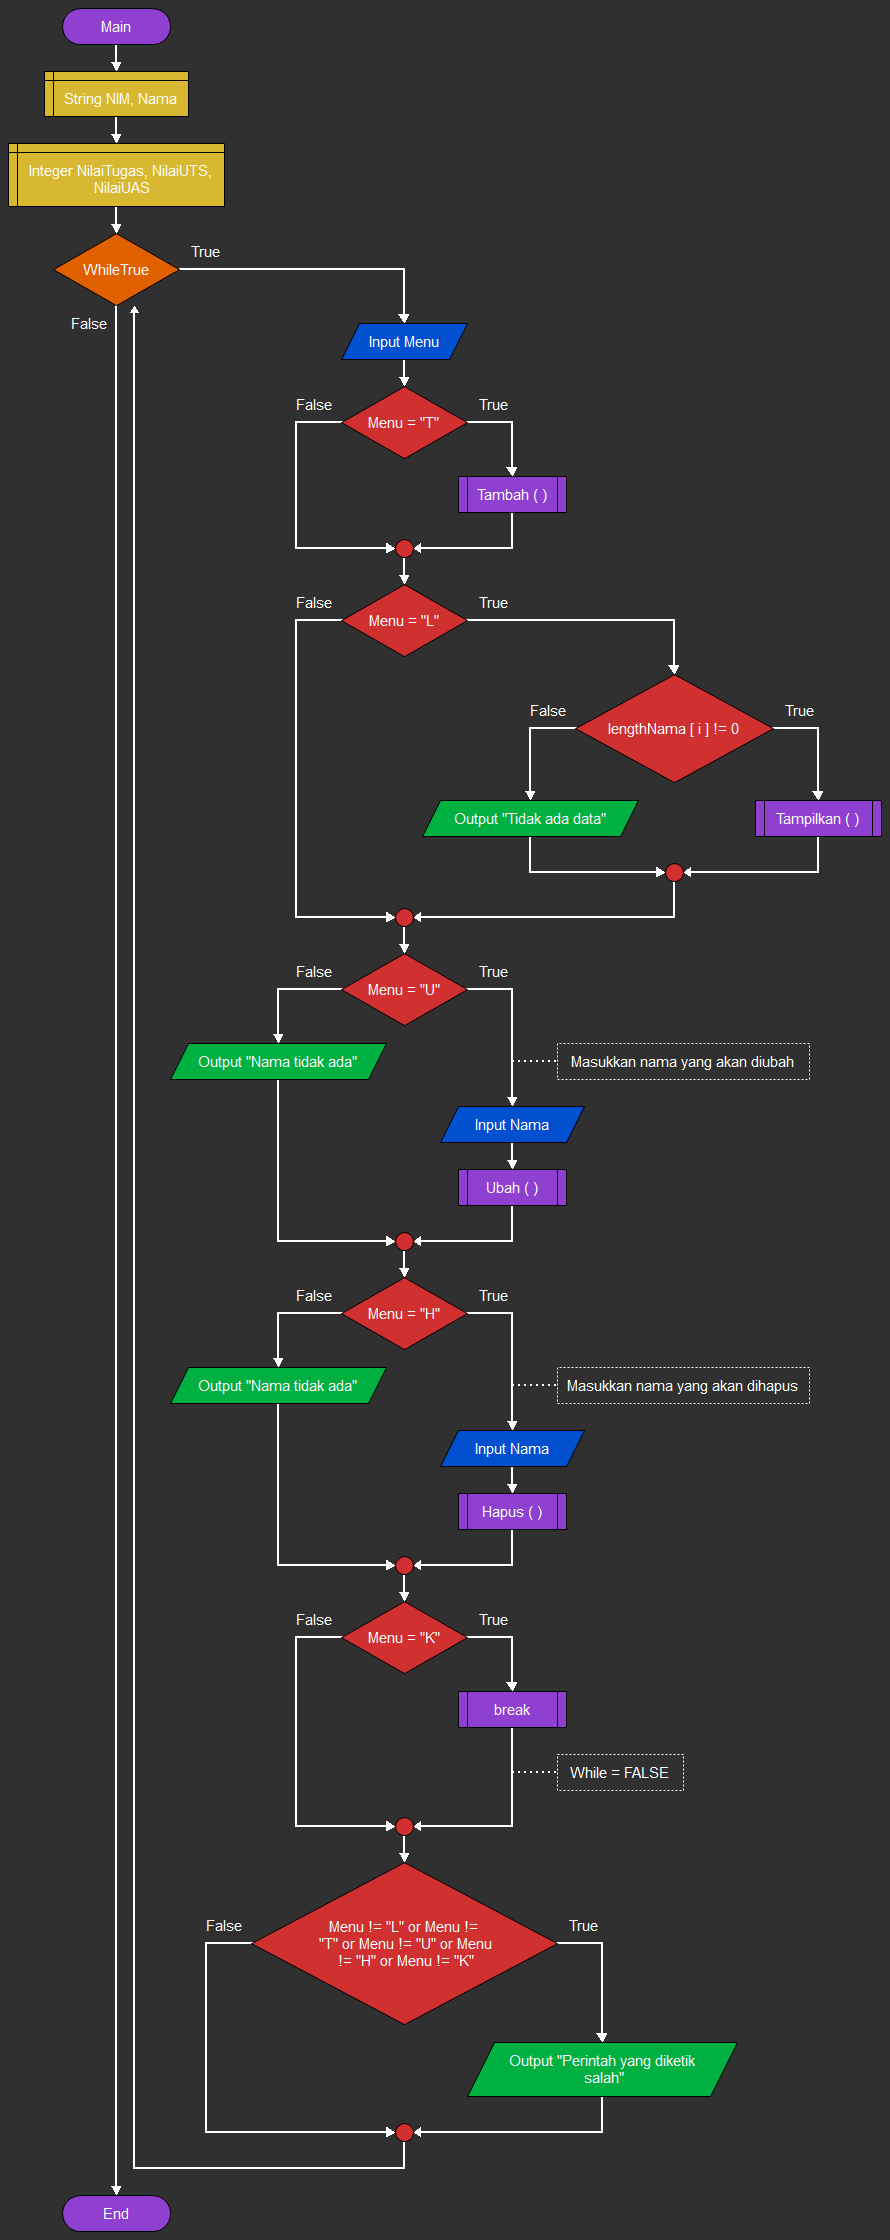 Main
String NIM, Nama
Integer NilaiTugas, NilaiUTS,
NilaiUAS
WhileTrue
True
False
Input Menu
Menu = "T"
False
True
Tambah ( )
Menu = "L"
False
True
lengthNama [ i ] != 0
False
True
Output "Tidak ada data"
Tampilkan ( )
Menu = "U"
False
True
Output "Nama tidak ada"
Masukkan nama yang akan diubah
Input Nama
Ubah ( )
Menu = "H"
False
True
Output "Nama tidak ada"
Masukkan nama yang akan dihapus
Input Nama
Hapus ( )
Menu = "K"
False
True
break
While = FALSE
False
True
Menu != "L" or Menu !=
"T" or Menu != "U" or Menu
!= "H" or Menu != "K"
Output "Perintah yang diketik
salah"
End